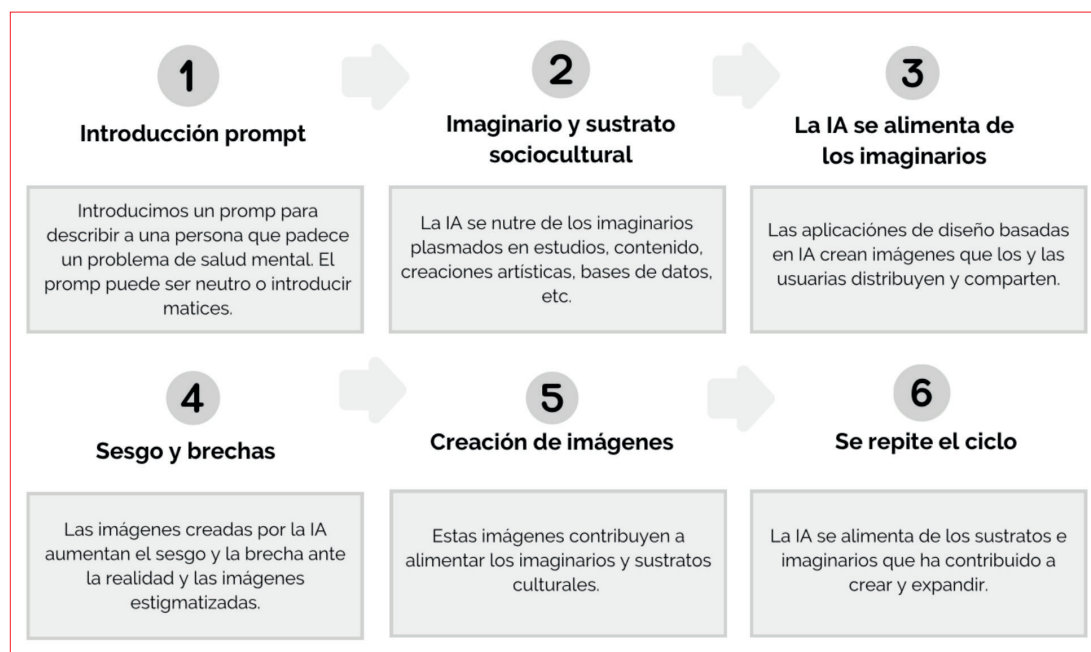 1
Introducción prompt
Introducimos un promp para
describir a una persona que padece
un problema de salud mental. El
promp puede ser neutro o introducir
matices.
2
Imaginario y sustrato
sociocultural
La IA se nutre de los imaginarios
plasmados en estudios, contenido,
creaciones artísticas, bases de datos,
etc.
3
La IA se alimenta de
los imaginarios
Las aplicaciónes de diseño basadas
en IA crean imágenes que los y las
usuarias distribuyen y comparten.
4
Sesgo y brechas
Las imágenes creadas por la IA
aumentan el sesgo y la brecha ante
la realidad y las imágenes
estigmatizadas.
5
Creación de imágenes
Estas imágenes contribuyen a
alimentar los imaginarios y sustratos
culturales.
6
Se repite el ciclo
La IA se alimenta de los sustratos e
imaginarios que ha contribuido a
crear y expandir.